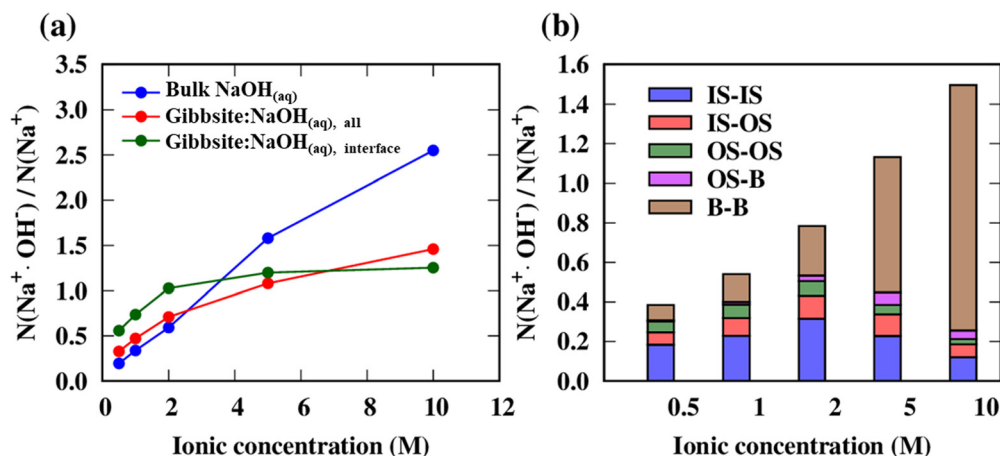 (a)
3.5
3.0
2.5
2.0
1.5
1.0
0.5
0.0
N(Na⁺· OH⁻) / N(Na⁺)
Bulk NaOH(aq)
Gibbsite:NaOH(aq), all
Gibbsite:NaOH(aq), interface
0 2 4 6 8 10 12
Ionic concentration (M)
(b)
1.6
1.4
1.2
1.0
0.8
0.6
0.4
0.2
0.0
N(Na⁺· OH⁻) / N(Na⁺)
IS-IS
IS-OS
OS-OS
OS-B
B-B
0.5 1 2 5 10
Ionic concentration (M)